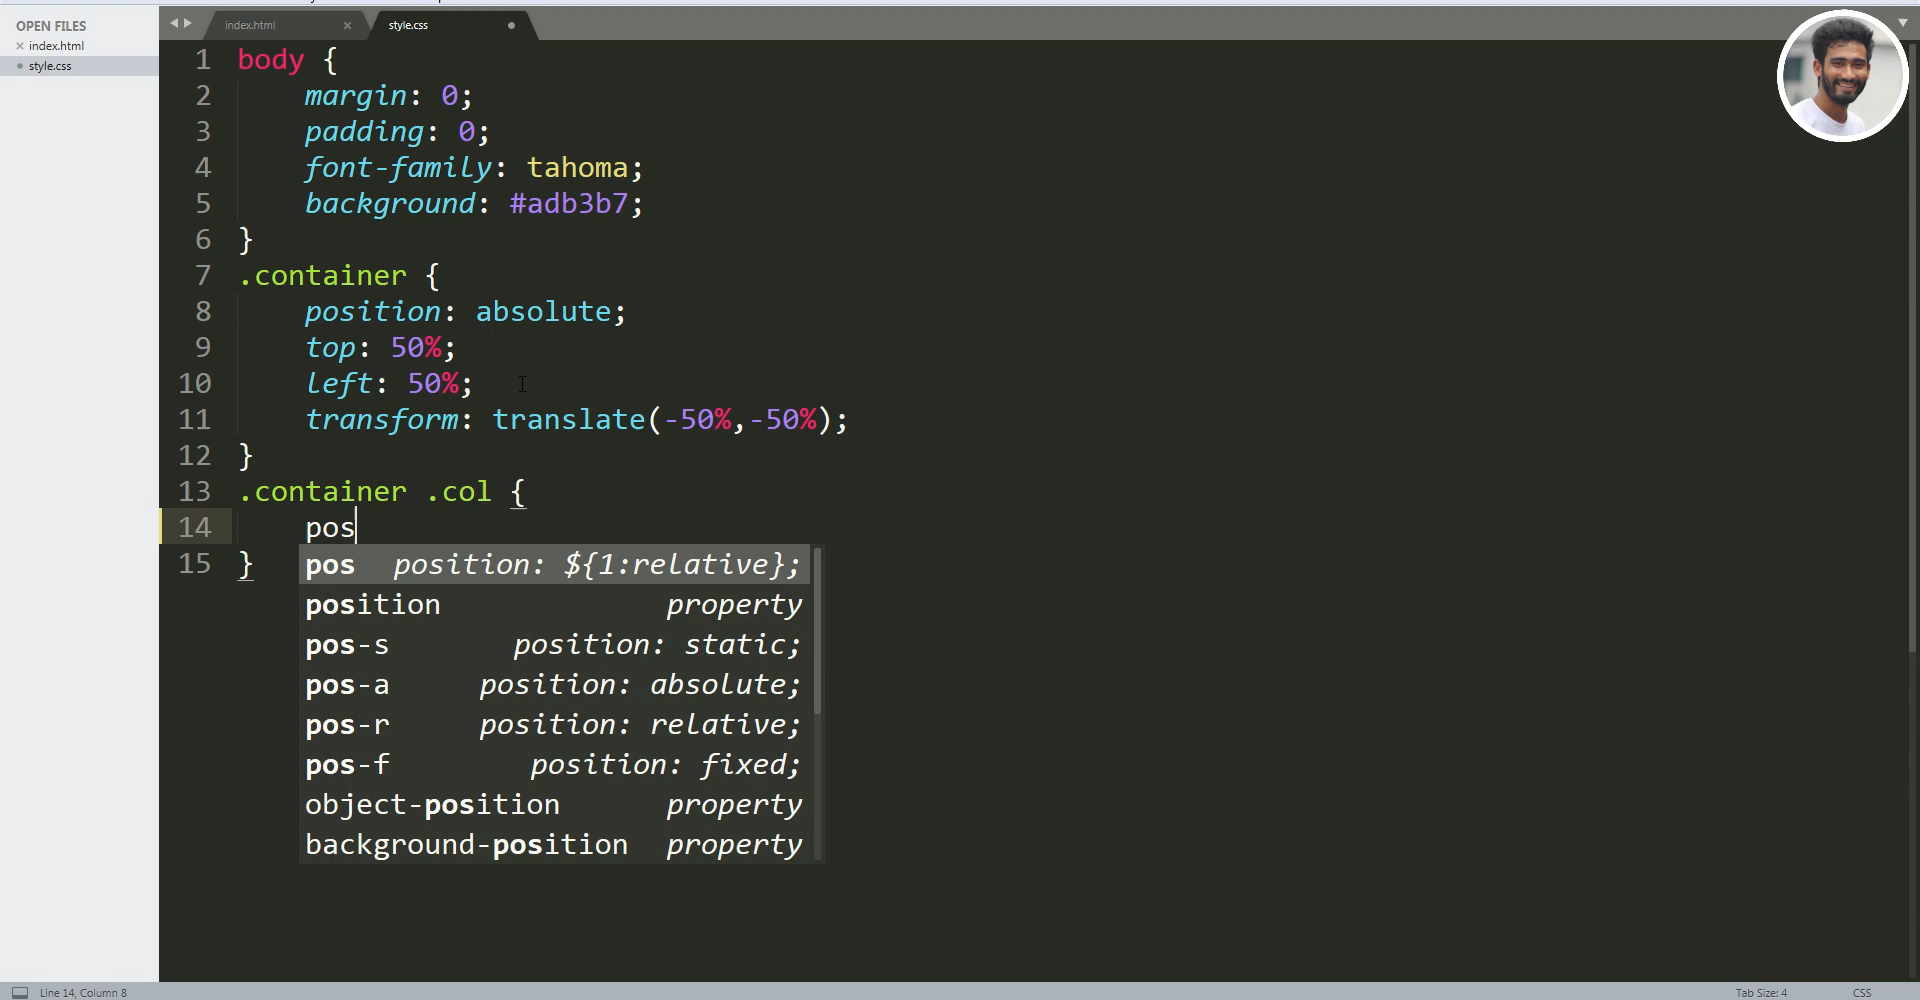 OPEN FILES
index.html
style.css
index.html
style.css
1 body {
2 margin: 0;
3 padding: 0;
4 font-family: tahoma;
5 background: #adb3b7;
6 }
7 .container {
8 position: absolute;
9 top: 50%;
10 left: 50%;
11 transform: translate(-50%,-50%);
12 }
13 .container .col {
14 pos
15 }
pos position: ${1:relative};
position property
pos-s position: static;
pos-a position: absolute;
pos-r position: relative;
pos-f position: fixed;
object-position property
background-position property
Line 14, Column 8
Tab Size: 4
CSS